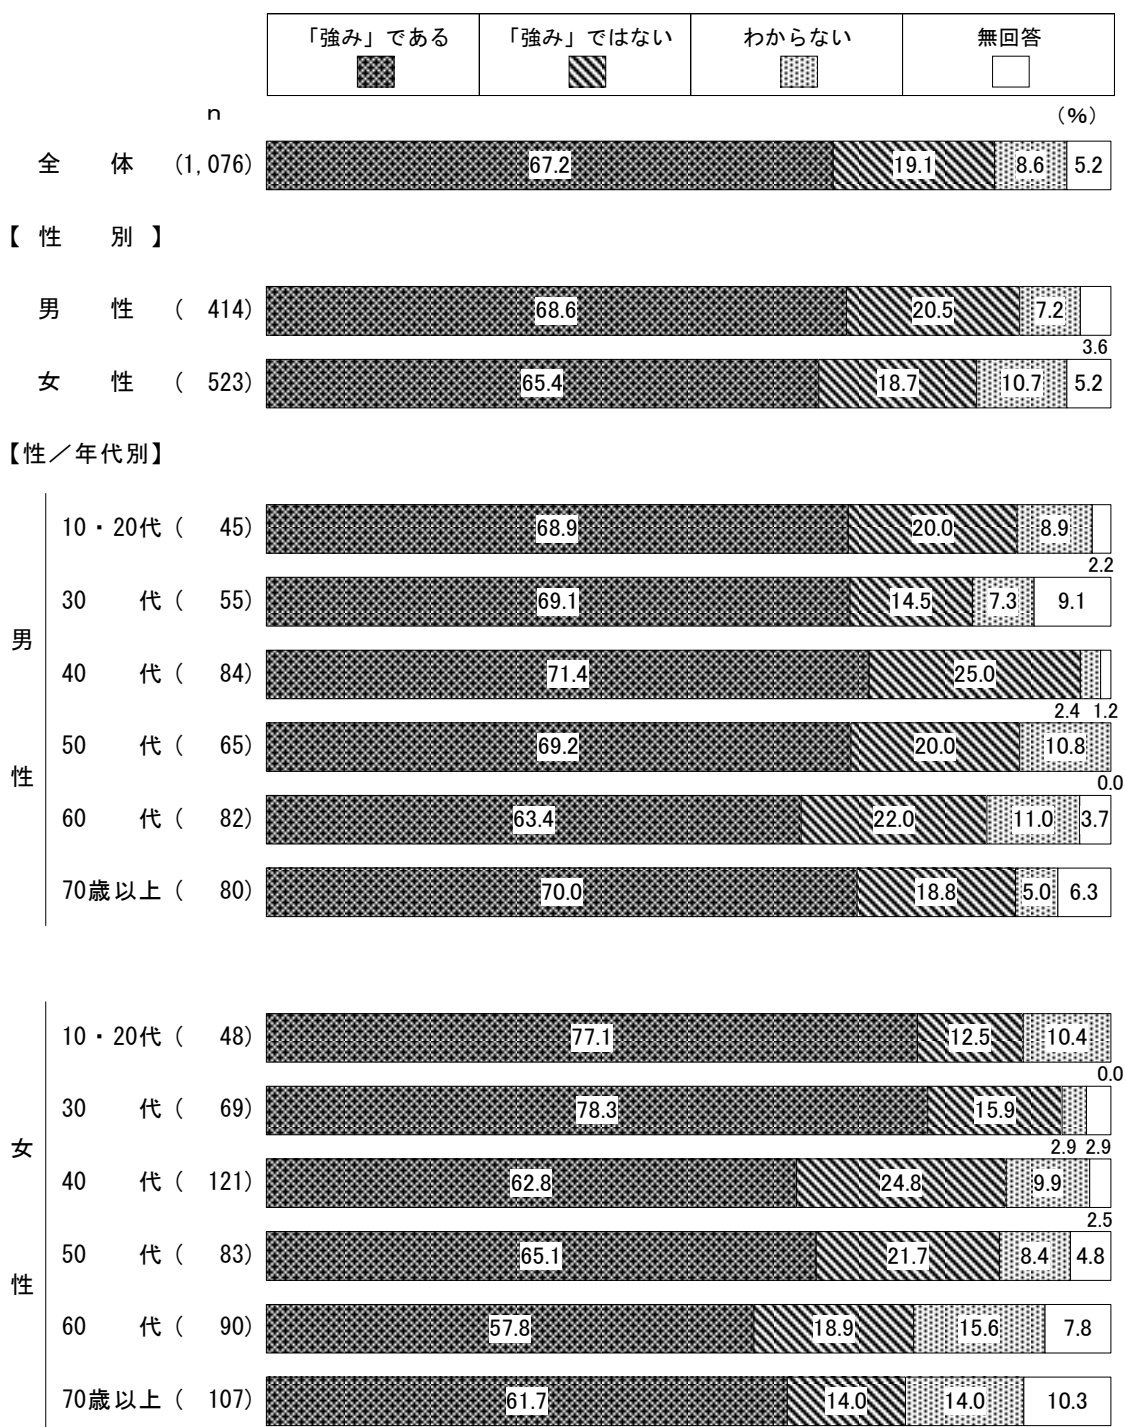 「強み」である 「強み」ではない わからない 無回答
n (%)
全 体 (1,076) 67.2 19.1 8.6 5.2
【 性 別 】
男 性 ( 414) 68.6 20.5 7.2
3.6
女 性 ( 523) 65.4 18.7 10.7 5.2
【性/年代別】
男性
10・20代 ( 45) 68.9 20.0 8.9
2.2
30 代 ( 55) 69.1 14.5 7.3 9.1
40 代 ( 84) 71.4 25.0
2.4 1.2
50 代 ( 65) 69.2 20.0 10.8
0.0
60 代 ( 82) 63.4 22.0 11.0 3.7
70歳以上 ( 80) 70.0 18.8 5.0 6.3
女性
10・20代 ( 48) 77.1 12.5 10.4
0.0
30 代 ( 69) 78.3 15.9
2.9 2.9
40 代 ( 121) 62.8 24.8 9.9
2.5
50 代 ( 83) 65.1 21.7 8.4 4.8
60 代 ( 90) 57.8 18.9 15.6 7.8
70歳以上 ( 107) 61.7 14.0 14.0 10.3